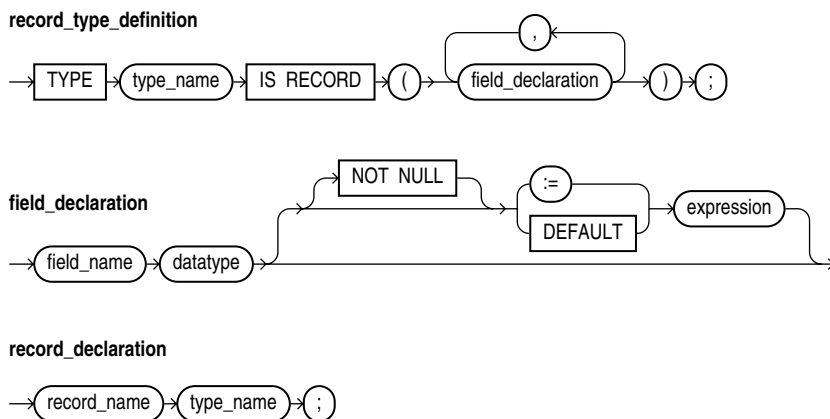 record_type_definition
,
TYPE type_name IS RECORD ( field_declaration ) ;
NOT NULL :=
field_declaration expression
DEFAULT
field_name datatype
record_declaration
record_name type_name ;